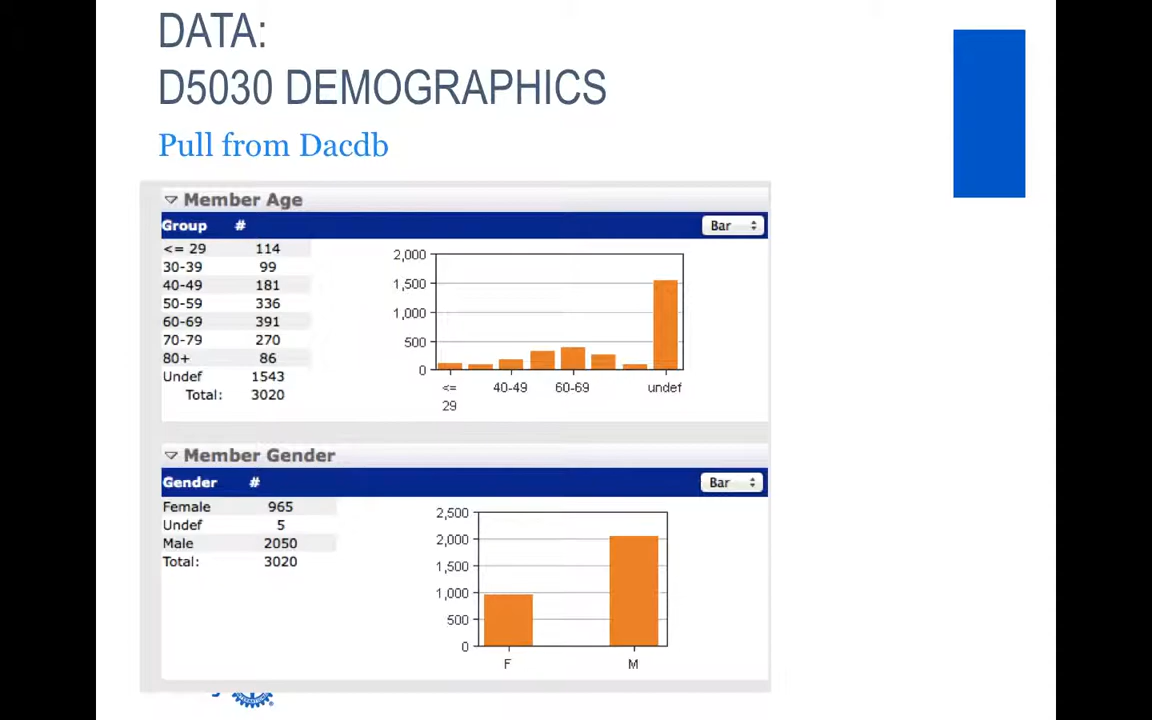 DATA:
D5030 DEMOGRAPHICS
Pull from Dacdb
Member Age
Group #
Bar
<= 29 114
30-39 99
40-49 181
50-59 336
60-69 391
70-79 270
80+ 86
Undef 1543
Total: 3020
2,000
1,500
1,000
500
0
<= 29 40-49 60-69 undef
Member Gender
Gender #
Bar
Female 965
Undef 5
Male 2050
Total: 3020
2,500
2,000
1,500
1,000
500
0
F M